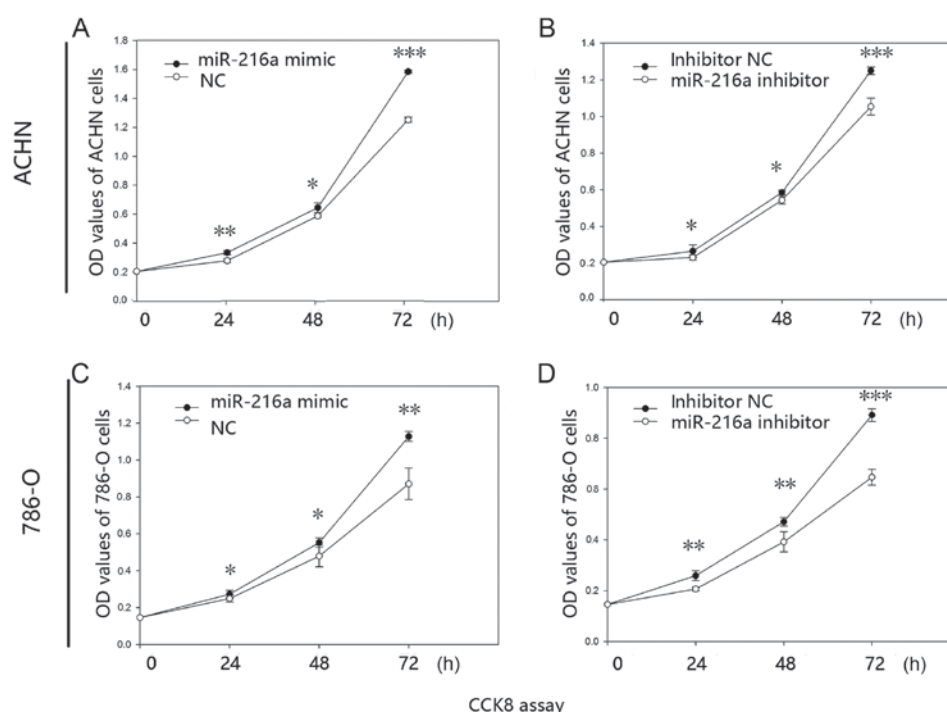 A
ACHN
OD values of ACHN cells
miR-216a mimic
NC
1.8
1.6
1.4
1.2
1.0
0.8
0.6
0.4
0.2
0.0
**
*
***
0 24 48 72 (h)
B
OD values of ACHN cells
Inhibitor NC
miR-216a inhibitor
1.4
1.2
1.0
0.8
0.6
0.4
0.2
0.0
*
*
***
0 24 48 72 (h)
C
786-O
OD values of 786-O cells
miR-216a mimic
NC
1.4
1.2
1.0
0.8
0.6
0.4
0.2
0.0
*
*
**
0 24 48 72 (h)
D
OD values of 786-O cells
Inhibitor NC
miR-216a inhibitor
1.0
0.8
0.6
0.4
0.2
0.0
**
**
***
0 24 48 72 (h)
CCK8 assay